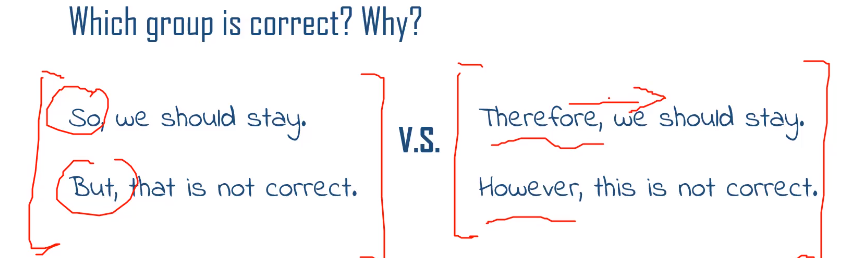 Which group is correct? Why?
So, we should stay.
But, that is not correct.
V.S.
Therefore, we should stay.
However, this is not correct.